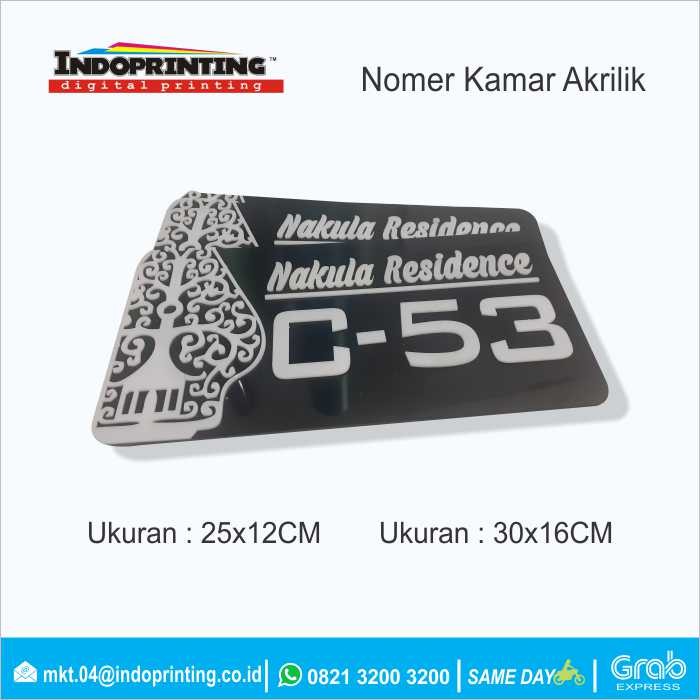 INDOPRINTING™
digital printing
Nomer Kamar Akrilik
Nakula Residence
Nakula Residence
C-53
Ukuran : 25x12CM
Ukuran : 30x16CM
mkt.04@indoprinting.co.id
0821 3200 3200
SAME DAY
Grab
EXPRESS